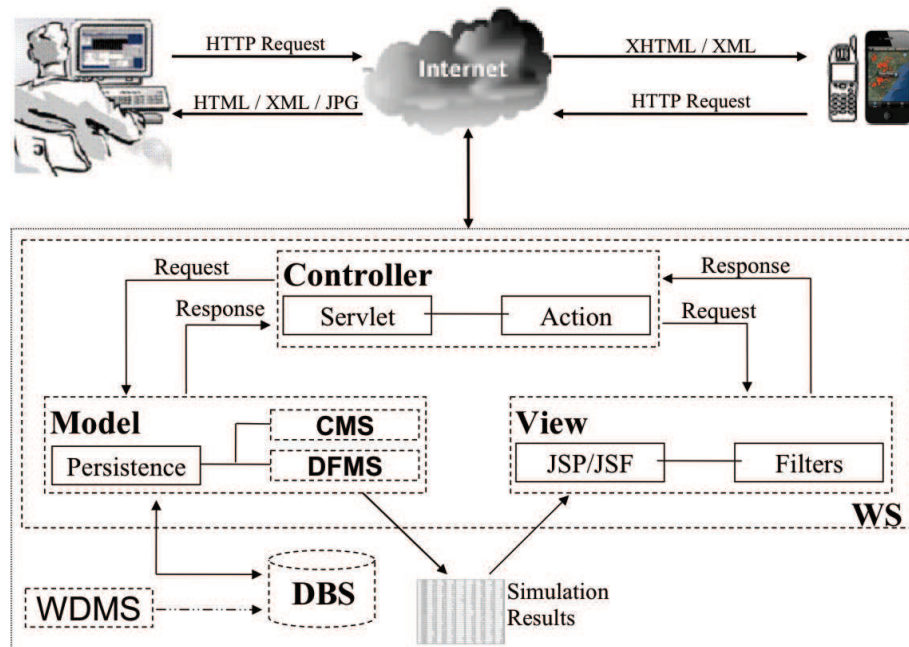 HTTP Request
HTML / XML / JPG
Internet
XHTML / XML
HTTP Request
Request
Response
Controller
Servlet
Action
Response
Request
Model
Persistence
CMS
DFMS
View
JSP/JSF
Filters
WS
WDMS
DBS
Simulation
Results